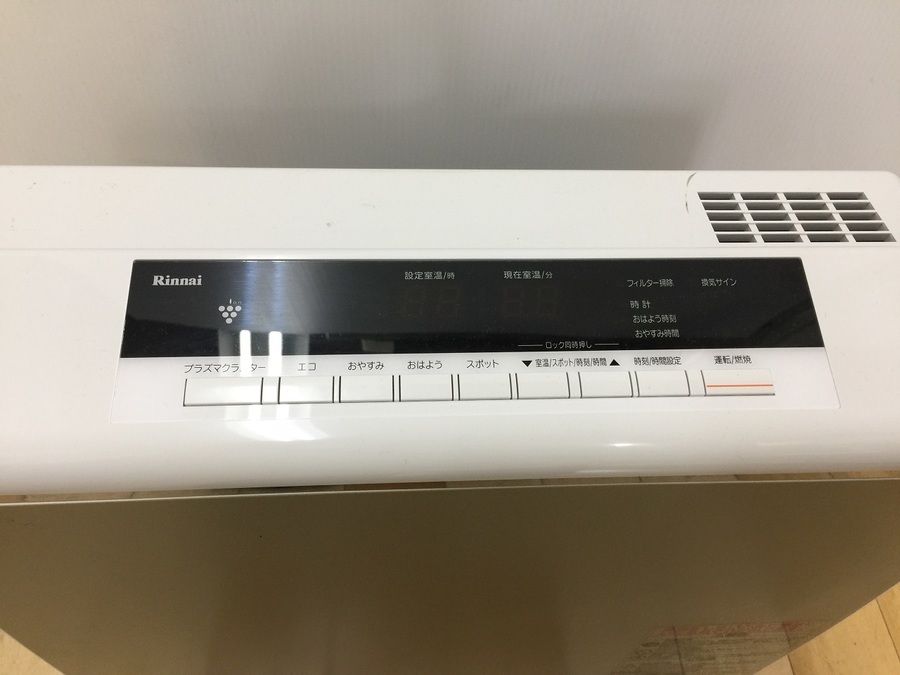 Rinnai
設定室温/時
現在室温/分
フィルター掃除
換気サイン
時計
おはよう時刻
おやすみ時間
ロック同時押し
プラズマクラスター
エコ
おやすみ
おはよう
スポット
▼ 室温/スポット/時刻/時間 ▲
時刻/時間設定
運転/燃焼